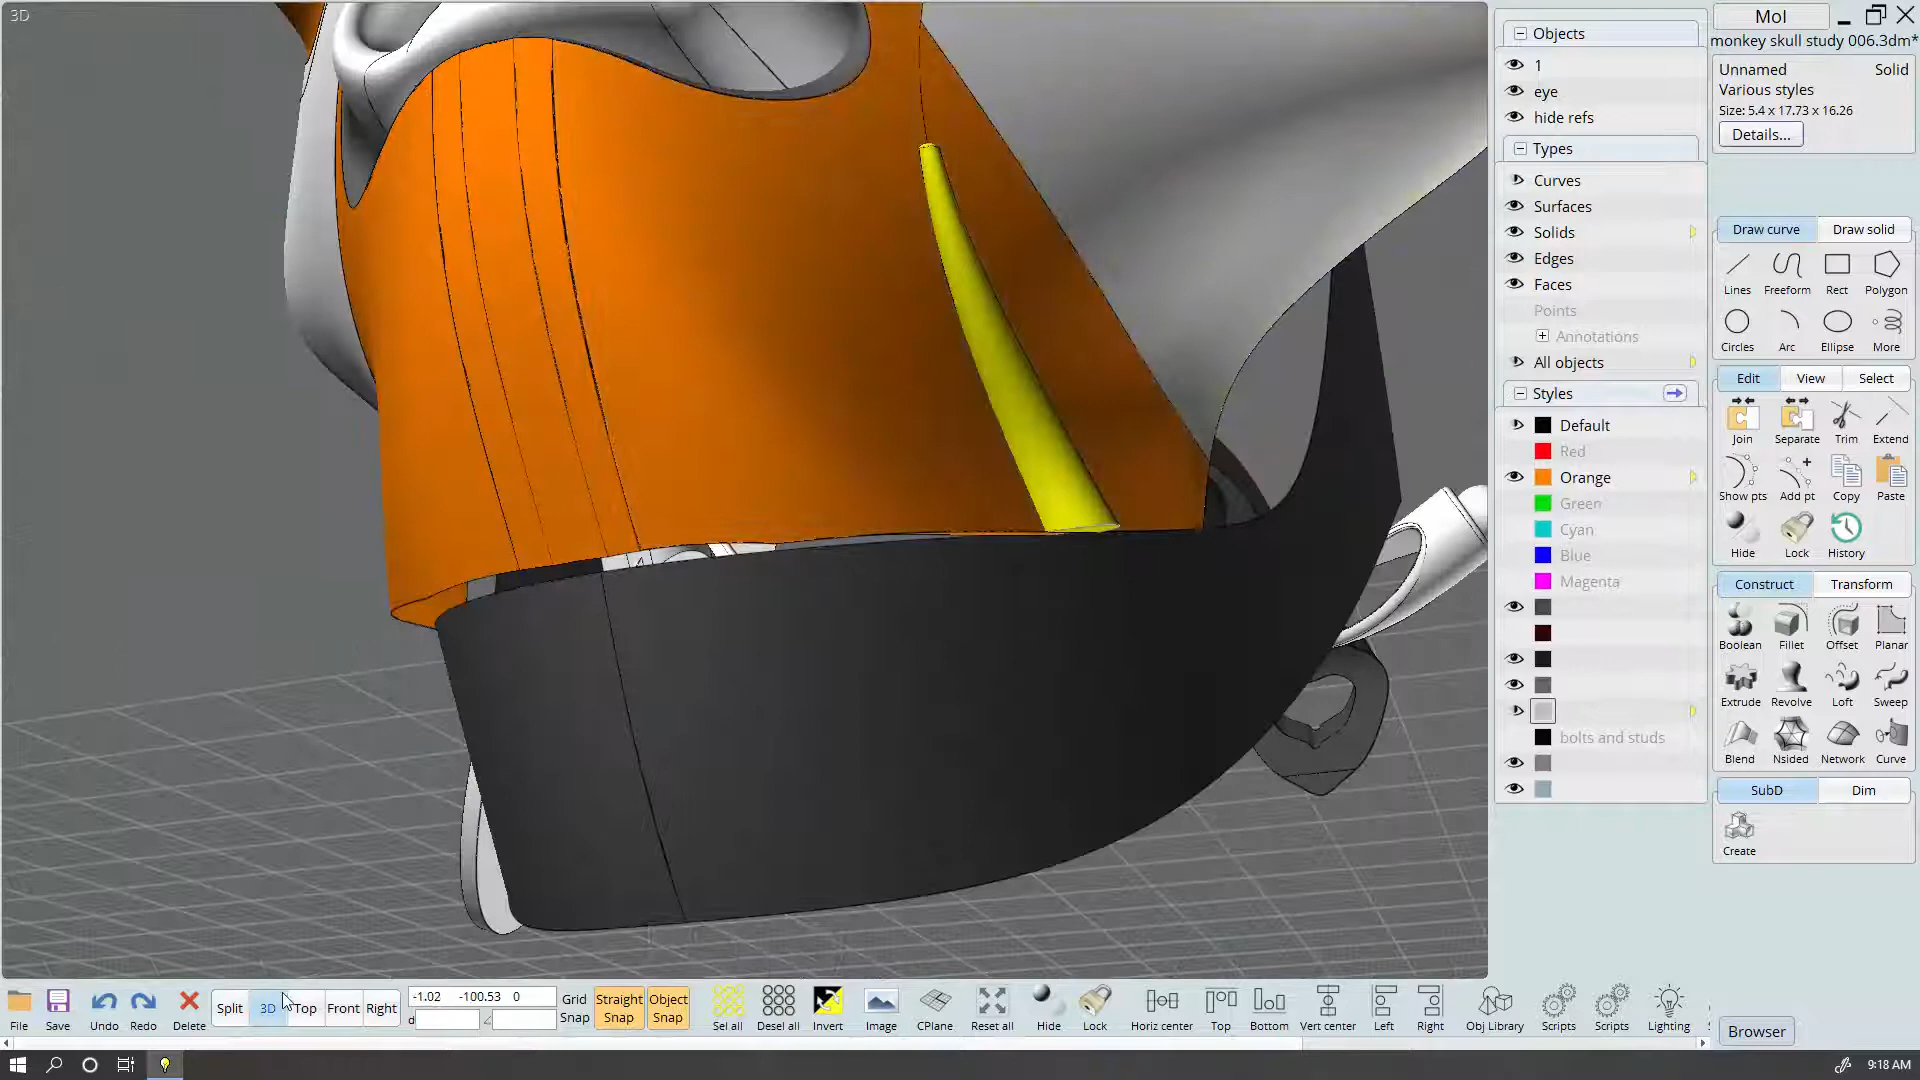 3D
Objects
1
eye
hide refs
Types
Curves
Surfaces
Solids
Edges
Faces
Points
Annotations
All objects
Styles
Default
Red
Orange
Green
Cyan
Blue
Magenta
bolts and studs
MoI
monkey skull study 006.3dm*
Unnamed Solid
Various styles
Size: 5.4 x 17.73 x 16.26
Details...
Draw curve Draw solid
Lines Freeform Rect Polygon
Circles Arc Ellipse More
Edit View Select
Join Separate Trim Extend
Show pts Add pt Copy Paste
Hide Lock History
Construct Transform
Boolean Fillet Offset Planar
Extrude Revolve Loft Sweep
Blend Nsided Network Curve
SubD Dim
Create
File Save Undo Redo Delete
Split 3D Top Front Right
-1.02 -100.53 0
d
Grid Snap
Straight Snap
Object Snap
Sel all Desel all Invert Image CPlane Reset all Hide Lock Horiz center Top Bottom Vert center Left Right Obj Library Scripts Scripts Lighting
Browser
9:18 AM